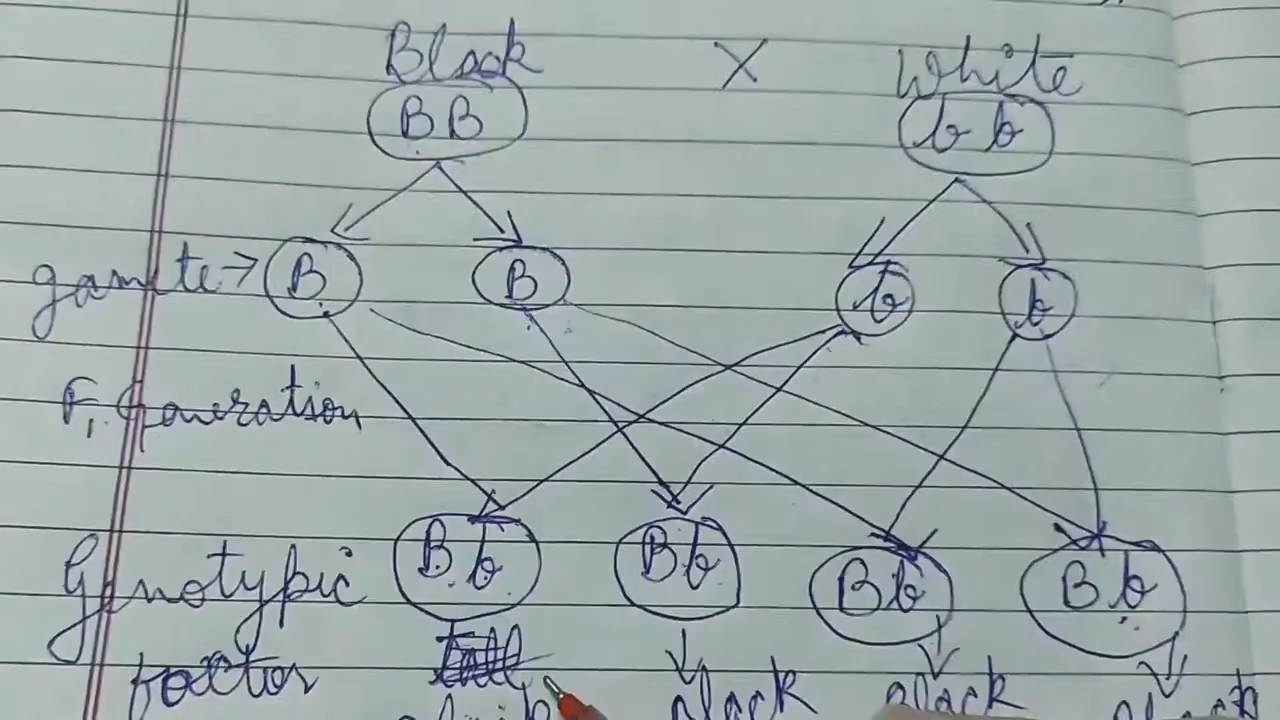 Black X White
BB bb
gamete → B B b b
F1 Generation
Genotypic Bb Bb Bb Bb
factor
black black